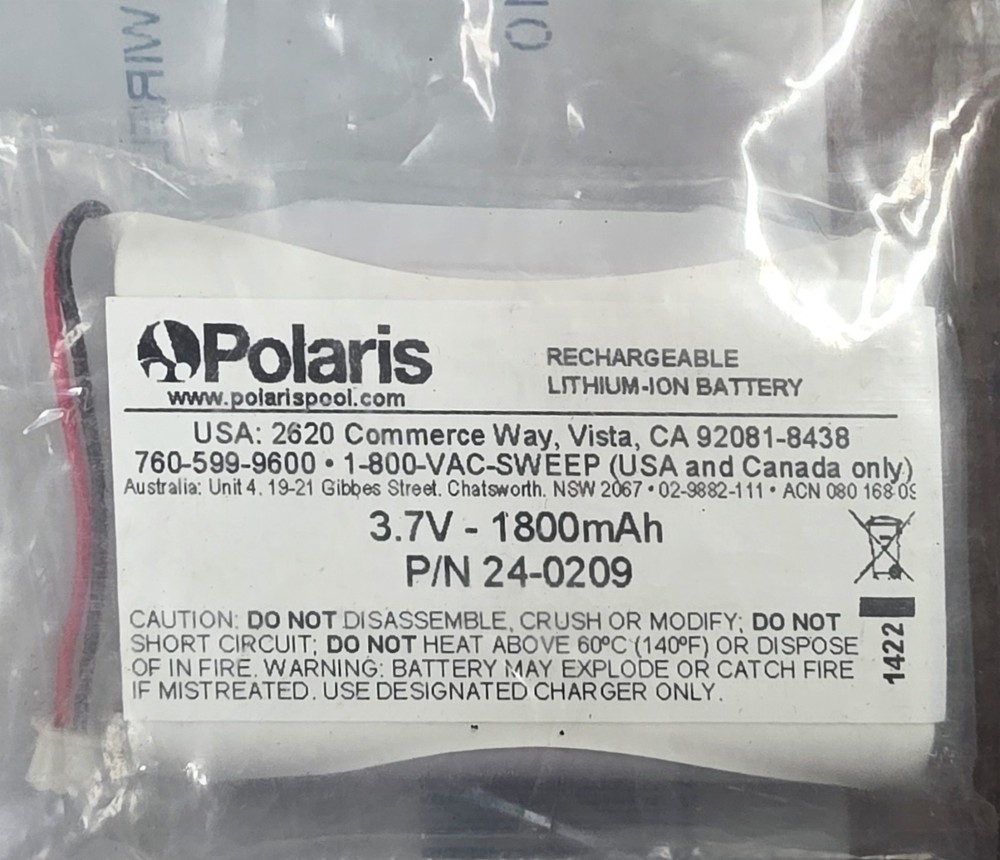 Polaris
www.polarispool.com
RECHARGEABLE
LITHIUM-ION BATTERY
USA: 2620 Commerce Way, Vista, CA 92081-8438
760-599-9600 • 1-800-VAC-SWEEP (USA and Canada only)
Australia: Unit 4. 19-21 Gibbes Street. Chatsworth. NSW 2067 • 02-9882-111 • ACN 080 168
3.7V - 1800mAh
P/N 24-0209
CAUTION: DO NOT DISASSEMBLE, CRUSH OR MODIFY; DO NOT
SHORT CIRCUIT; DO NOT HEAT ABOVE 60ºC (140ºF) OR DISPOSE
OF IN FIRE. WARNING: BATTERY MAY EXPLODE OR CATCH FIRE
IF MISTREATED. USE DESIGNATED CHARGER ONLY.
1422